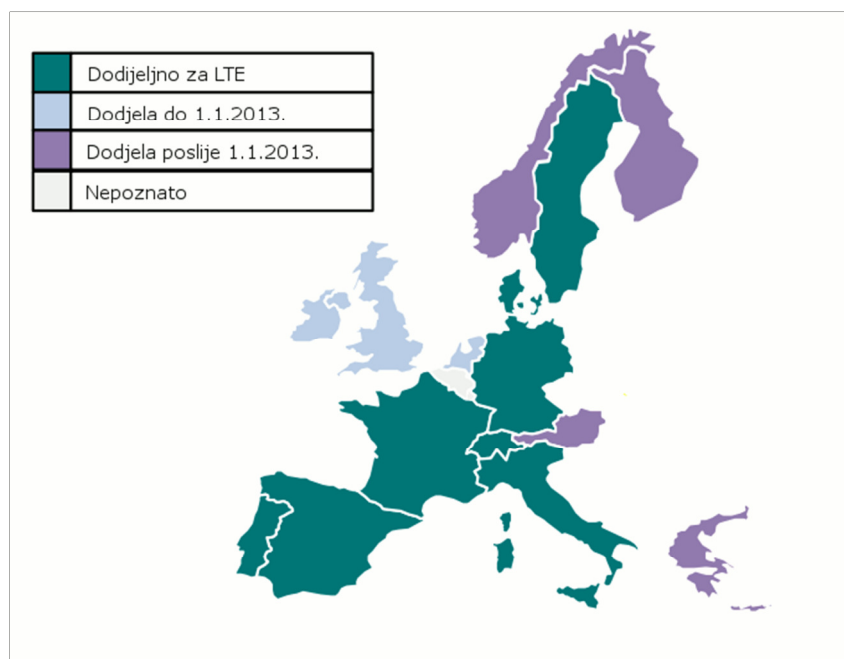 Dodijeljno za LTE
Dodjela do 1.1.2013.
Dodjela poslije 1.1.2013.
Nepoznato